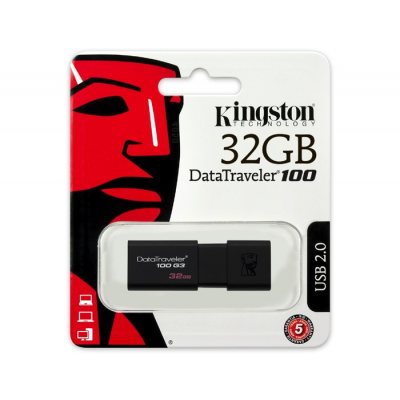 Kingston
TECHNOLOGY
32GB
DataTraveler 100
DataTraveler
100 G3
32GB
USB 2.0
5